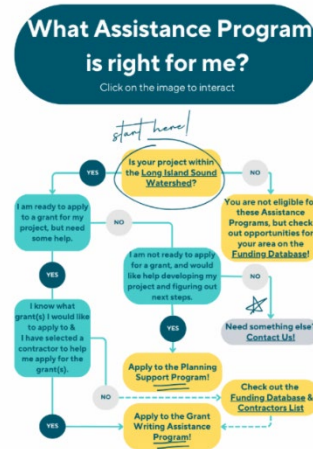 What Assistance Program
is right for me?
Click on the image to interact
start here!
Is your project within
the Long Island Sound
Watershed?
YES
NO
I am ready to apply
to a grant for my
project, but need
some help.
You are not eligible for
these Assistance
Programs, but check
out opportunities for
your area on the
Funding Database!
NO
I am not ready to apply
for a grant, and would
like help developing my
project and figuring out
next steps.
YES
NO
I know what
grant(s) I would like
to apply to &
I have selected a
contractor to help
me apply for the
grant(s).
YES
Need something else?
Contact Us!
Apply to the Planning
Support Program!
NO
Check out the
Funding Database &
Contractors List
YES
Apply to the Grant
Writing Assistance
Program!